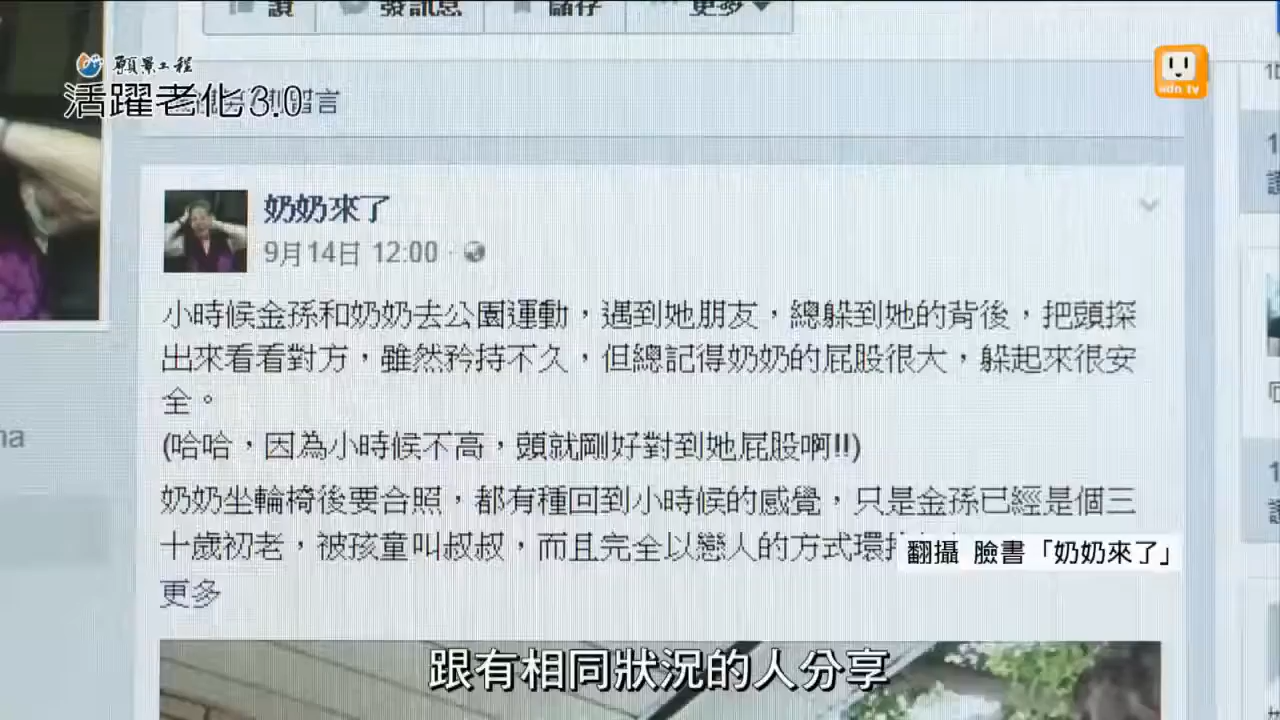 讚 發訊息 儲存 更多
願景工程
活躍老化3.0
留言
udn tv
奶奶來了
9月14日 12:00
小時候金孫和奶奶去公園運動，遇到她朋友，總躲到她的背後，把頭探
出來看看對方，雖然矜持不久，但總記得奶奶的屁股很大，躲起來很安
全。
(哈哈，因為小時候不高，頭就剛好對到她屁股啊!!)
奶奶坐輪椅後要合照，都有種回到小時候的感覺，只是金孫已經是個三
十歲初老，被孩童叫叔叔，而且完全以戀人的方式環
翻攝 臉書「奶奶來了」
更多
跟有相同狀況的人分享